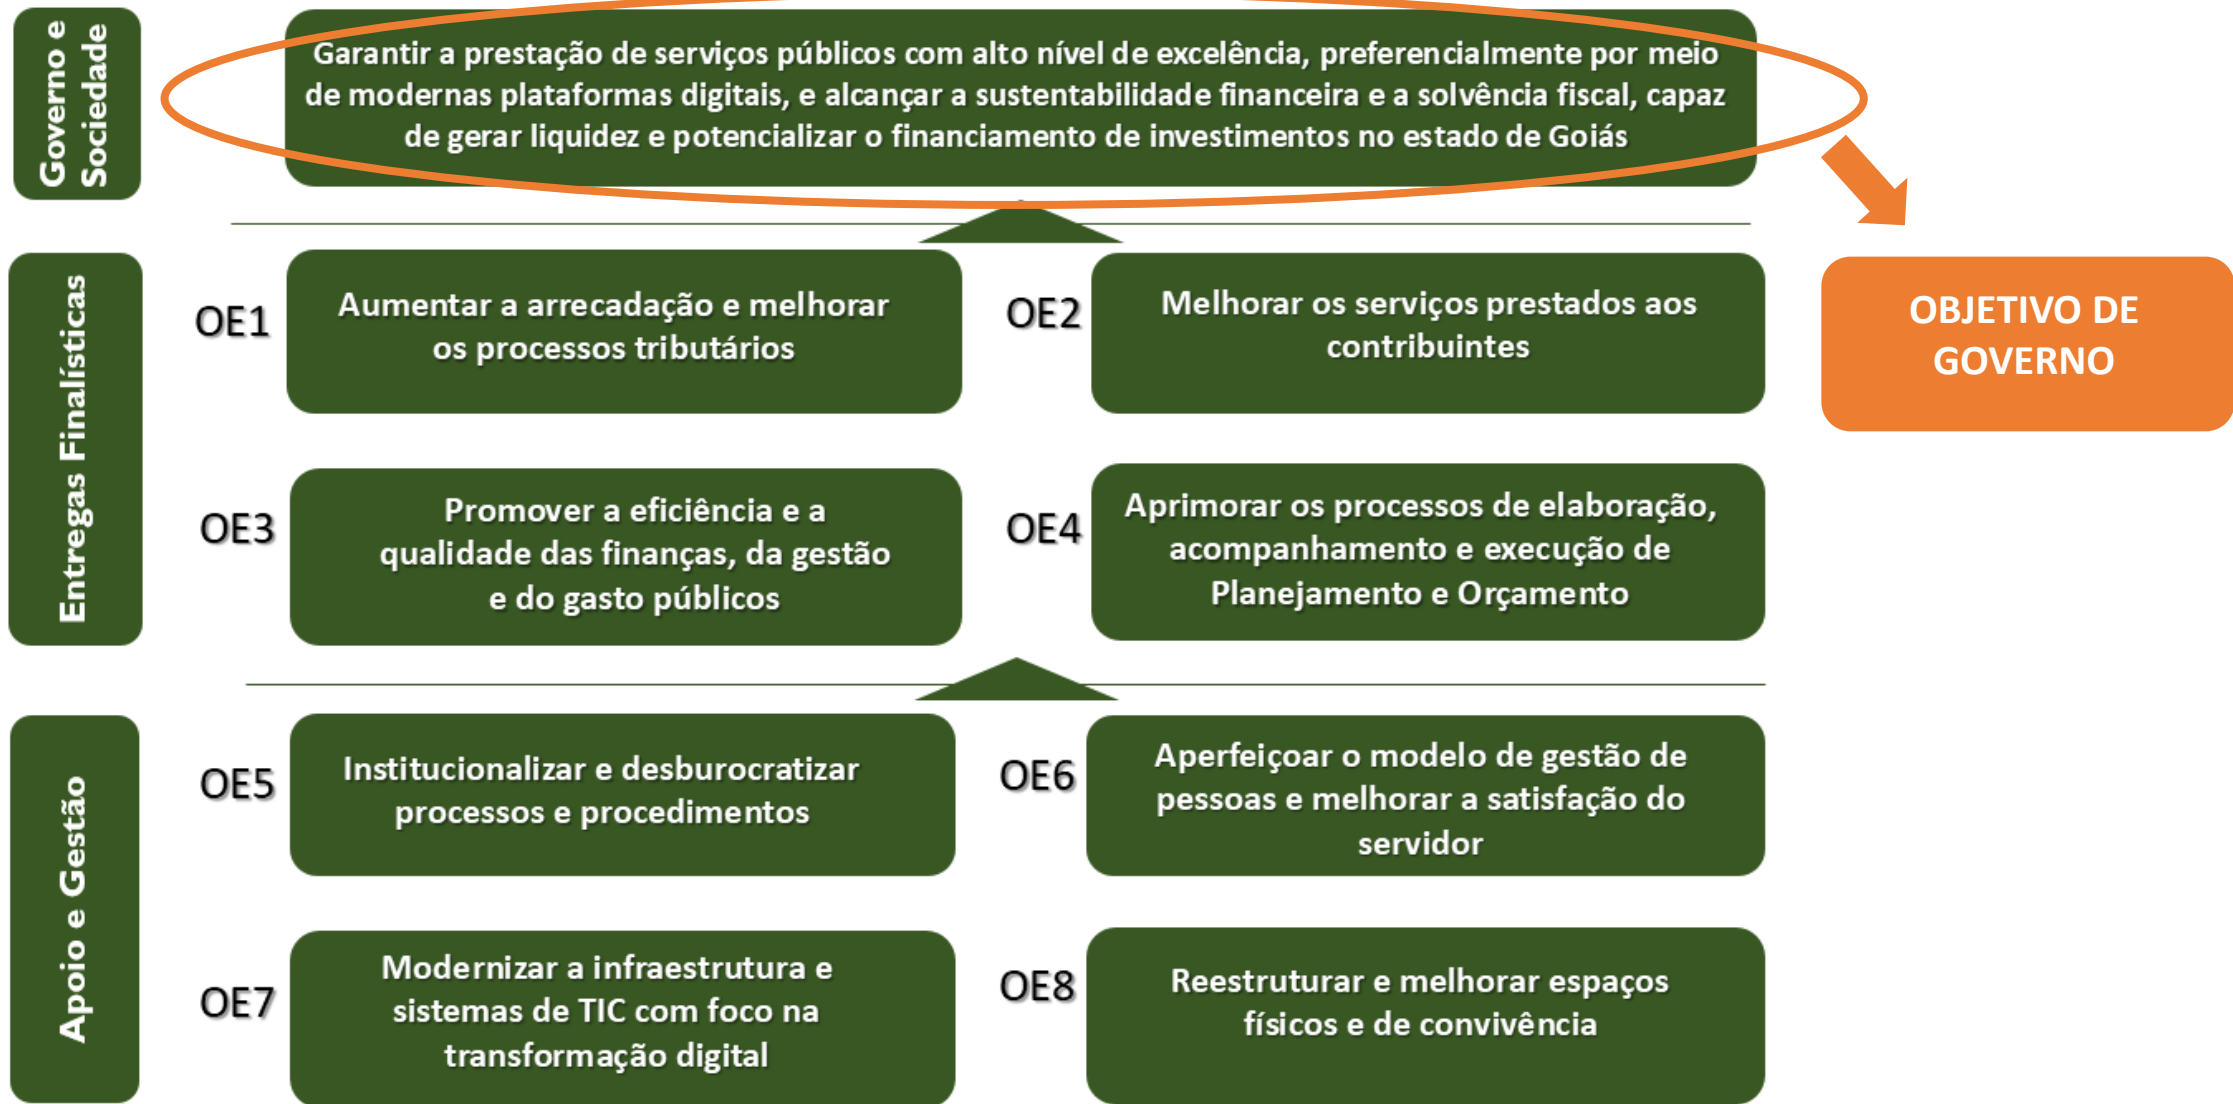 Governo e
Sociedade
Garantir a prestação de serviços públicos com alto nível de excelência, preferencialmente por meio
de modernas plataformas digitais, e alcançar a sustentabilidade financeira e a solvência fiscal, capaz
de gerar liquidez e potencializar o financiamento de investimentos no estado de Goiás
OBJETIVO DE
GOVERNO
Entregas Finalísticas
OE1
Aumentar a arrecadação e melhorar
os processos tributários
OE2
Melhorar os serviços prestados aos
contribuintes
OE3
Promover a eficiência e a
qualidade das finanças, da gestão
e do gasto públicos
OE4
Aprimorar os processos de elaboração,
acompanhamento e execução de
Planejamento e Orçamento
Apoio e Gestão
OE5
Institucionalizar e desburocratizar
processos e procedimentos
OE6
Aperfeiçoar o modelo de gestão de
pessoas e melhorar a satisfação do
servidor
OE7
Modernizar a infraestrutura e
sistemas de TIC com foco na
transformação digital
OE8
Reestruturar e melhorar espaços
físicos e de convivência